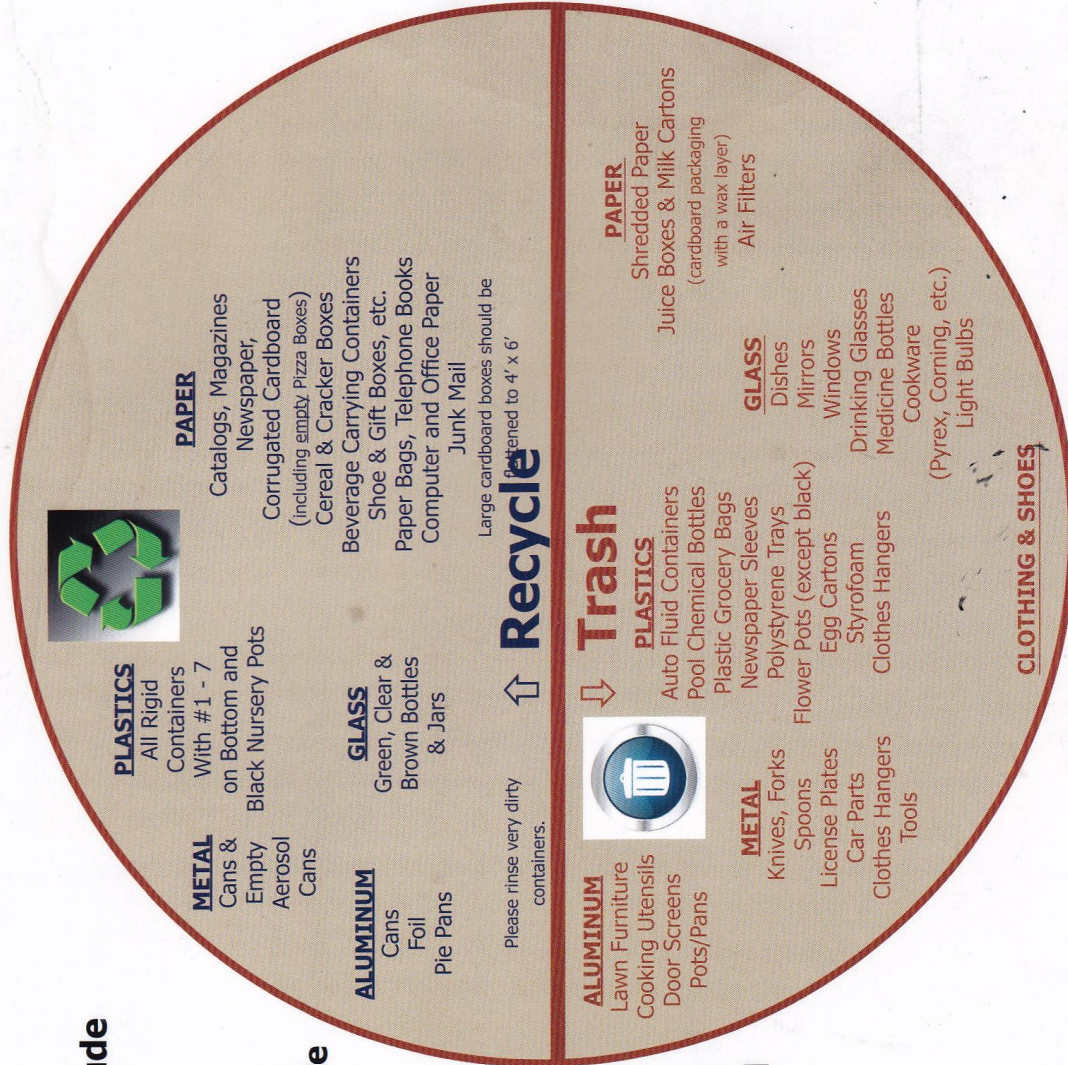 PLASTICS
All Rigid
Containers
With #1 - 7
on Bottom and
Black Nursery Pots
METAL
Cans &
Empty
Aerosol
Cans
PAPER
Catalogs, Magazines
Newspaper,
Corrugated Cardboard
(including empty Pizza Boxes)
Cereal & Cracker Boxes
Beverage Carrying Containers
Shoe & Gift Boxes, etc.
Paper Bags, Telephone Books
Computer and Office Paper
Junk Mail
Large cardboard boxes should be
flattened to 4' x 6'
ALUMINUM
Cans
Foil
Pie Pans
GLASS
Green, Clear &
Brown Bottles
& Jars
Please rinse very dirty
containers.
⇧ Recycle
⇩ Trash
ALUMINUM
Lawn Furniture
Cooking Utensils
Door Screens
Pots/Pans
METAL
Knives, Forks
Spoons
License Plates
Car Parts
Clothes Hangers
Tools
PLASTICS
Auto Fluid Containers
Pool Chemical Bottles
Plastic Grocery Bags
Newspaper Sleeves
Polystyrene Trays
Flower Pots (except black)
Egg Cartons
Styrofoam
Clothes Hangers
GLASS
Dishes
Mirrors
Windows
Drinking Glasses
Medicine Bottles
Cookware
(Pyrex, Corning, etc.)
Light Bulbs
PAPER
Shredded Paper
Juice Boxes & Milk Cartons
(cardboard packaging
with a wax layer)
Air Filters
CLOTHING & SHOES